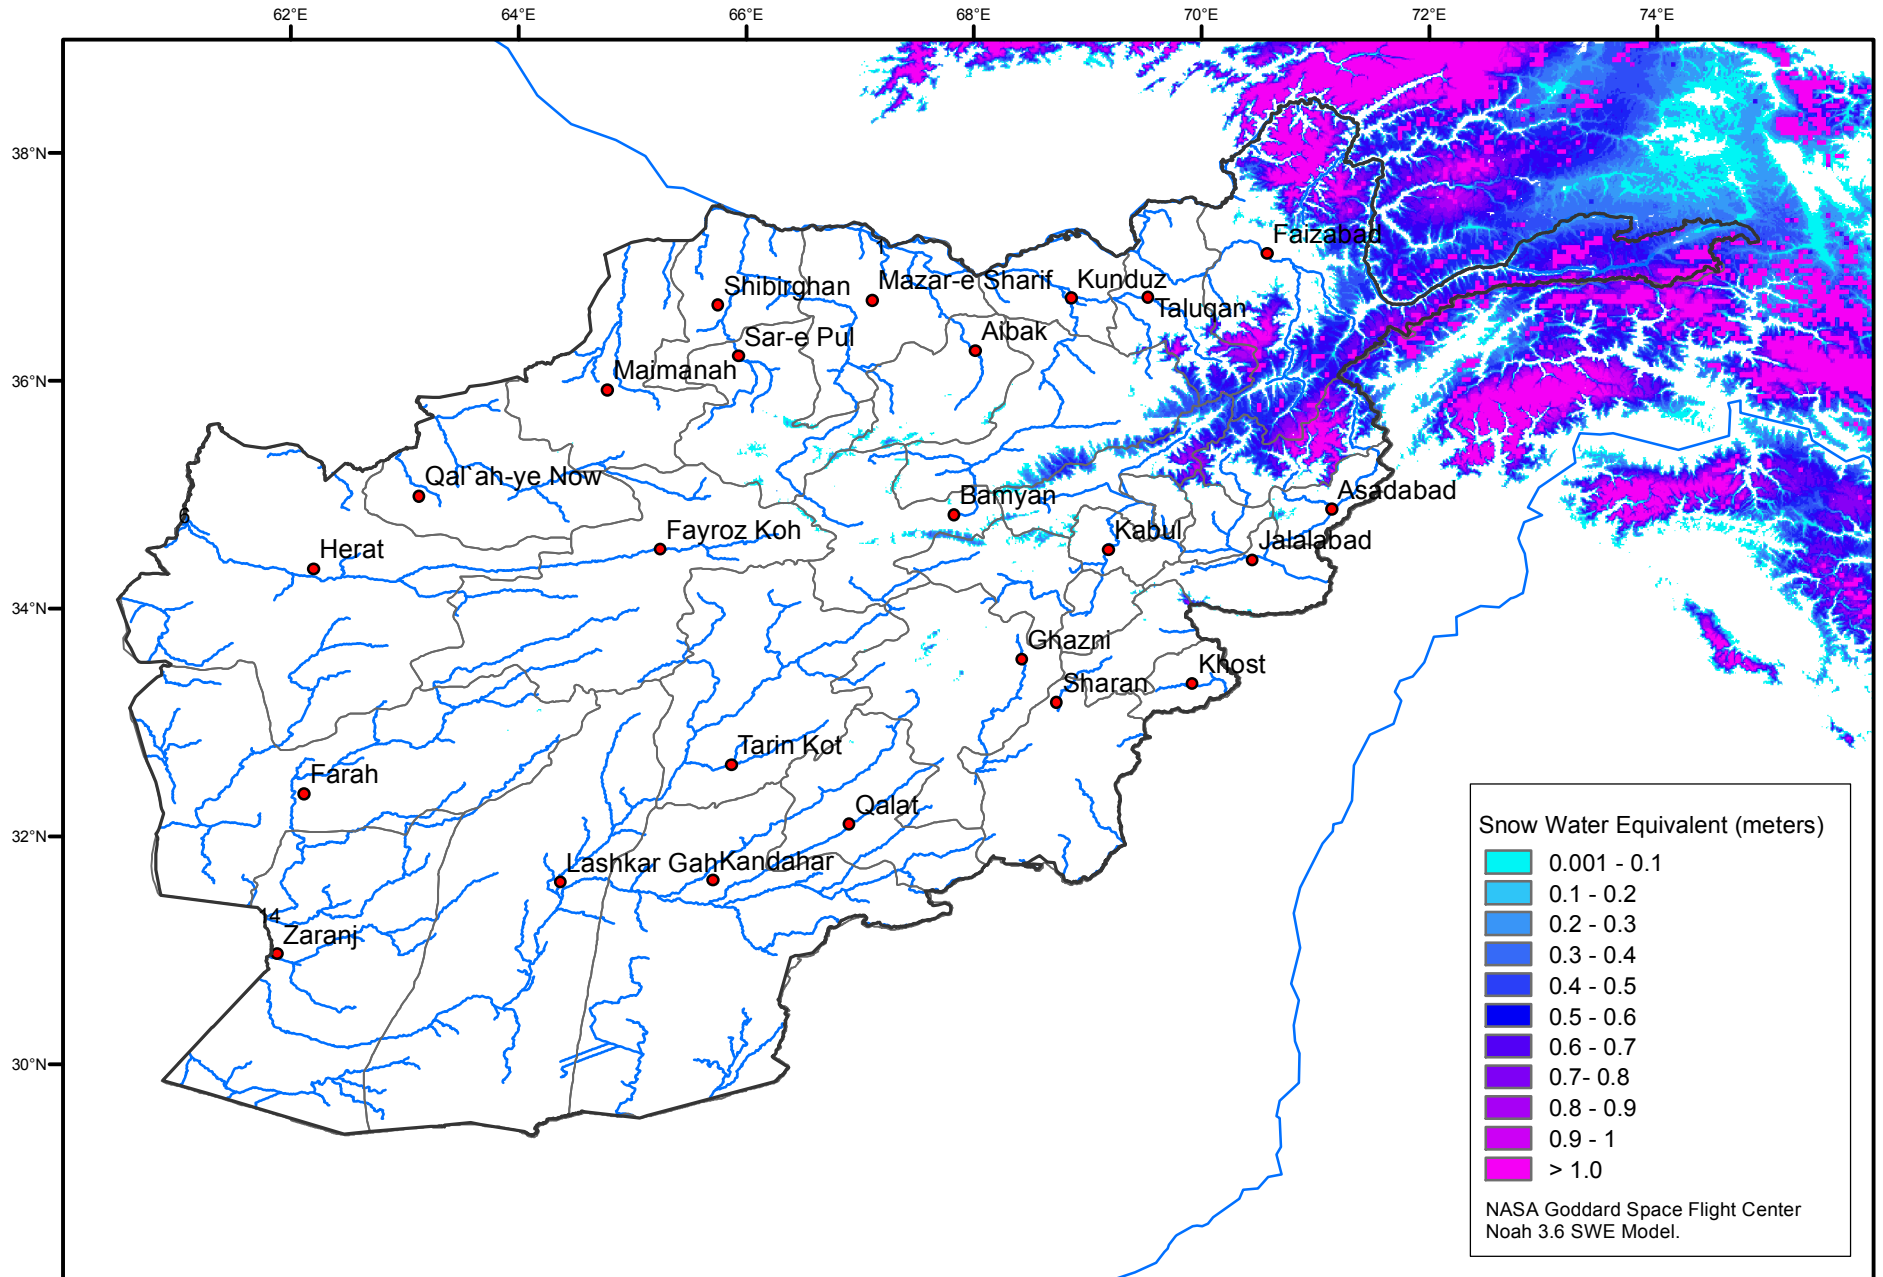 62°E
64°E
66°E
68°E
70°E
72°E
74°E
38°N
36°N
34°N
32°N
30°N
Faizabad
1
Shibirghan
Mazar-e Sharif
Kunduz
Taluqan
Sar-e Pul
Aibak
Maimanah
Qal`ah-ye Now
Bamyan
Asadabad
6
Herat
Fayroz Koh
Kabul
Jalalabad
Ghazni
Khost
Sharan
Tarin Kot
Farah
Qalat
Lashkar Gah
Kandahar
14
Zaranj
Snow Water Equivalent (meters)
0.001 - 0.1
0.1 - 0.2
0.2 - 0.3
0.3 - 0.4
0.4 - 0.5
0.5 - 0.6
0.6 - 0.7
0.7- 0.8
0.8 - 0.9
0.9 - 1
> 1.0
NASA Goddard Space Flight Center
Noah 3.6 SWE Model.